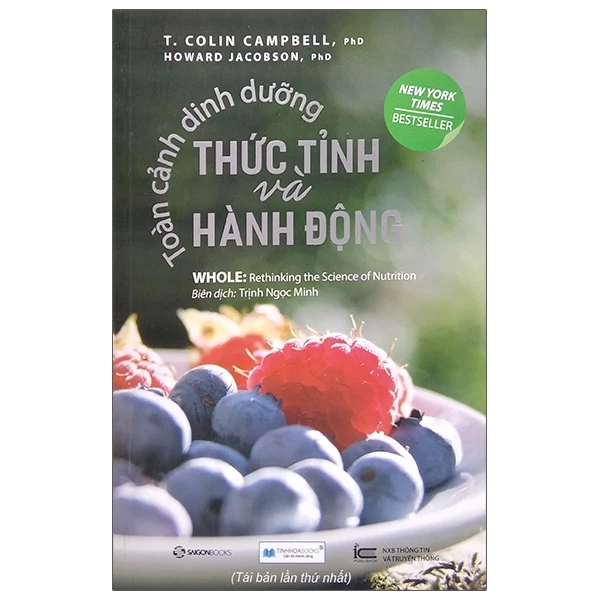 T. COLIN CAMPBELL, PhD
HOWARD JACOBSON, PhD
NEW YORK
TIMES
BESTSELLER
Toàn cảnh dinh dưỡng
THỨC TỈNH
và
HÀNH ĐỘNG
WHOLE: Rethinking the Science of Nutrition
Biên dịch: Trịnh Ngọc Minh
SAIGONBOOKS
TINHHOABOOKS
IC
PUBLISHER
NXB THÔNG TIN
VÀ TRUYỀN THÔNG
(Tái bản lần thứ nhất)